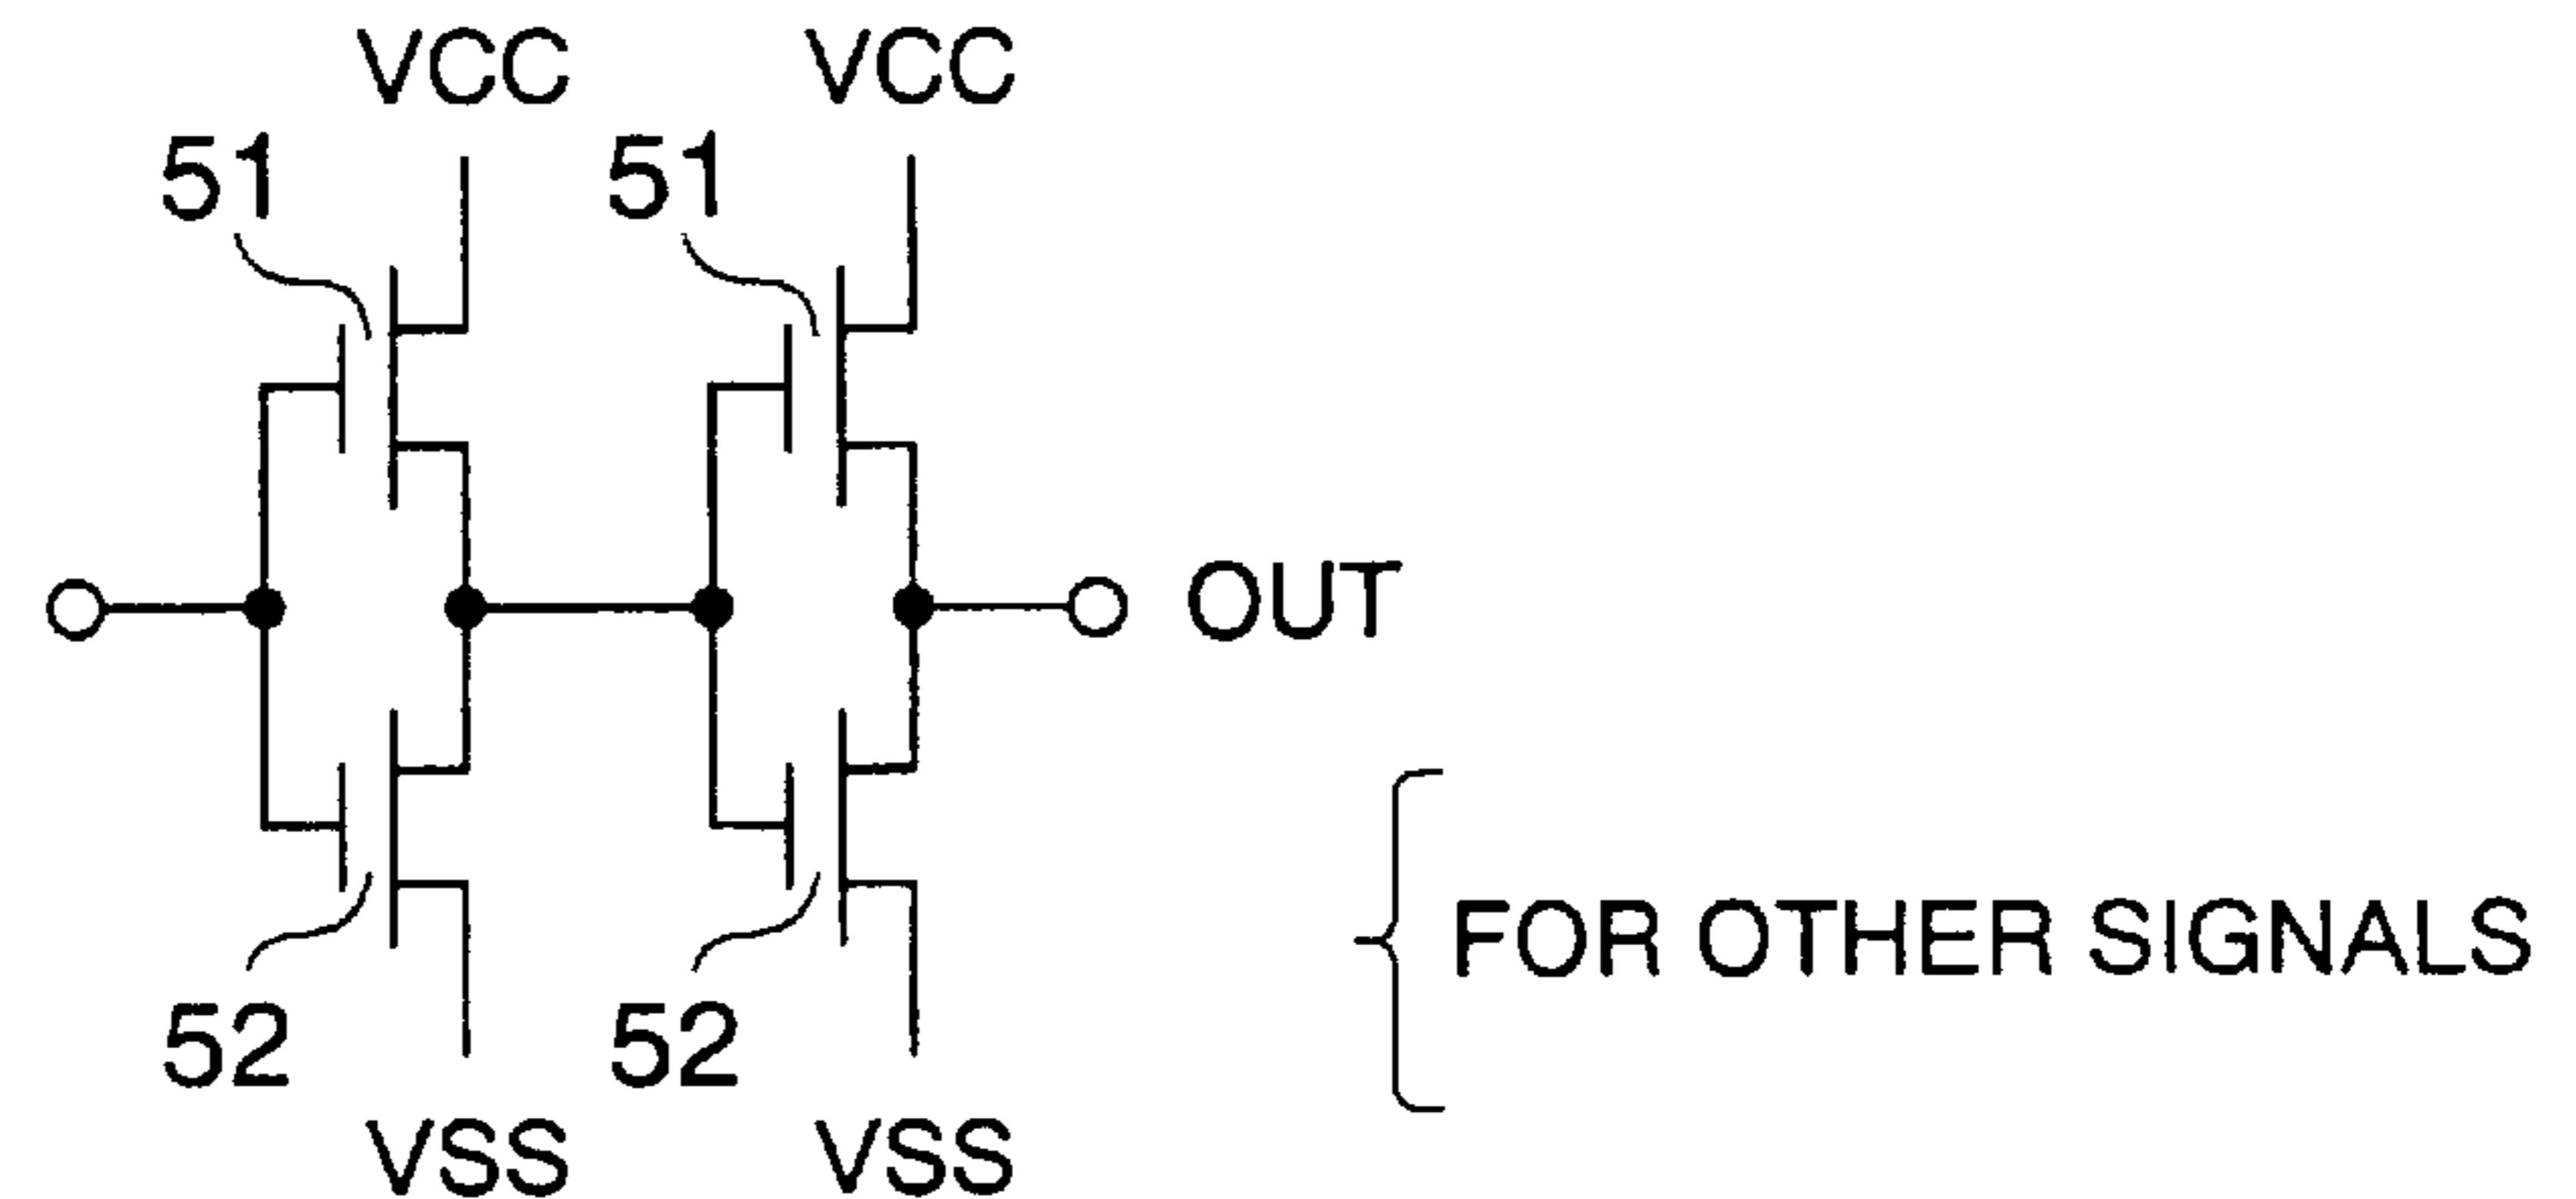 VCC VCC
51 51
OUT
FOR OTHER SIGNALS
52 52
VSS VSS